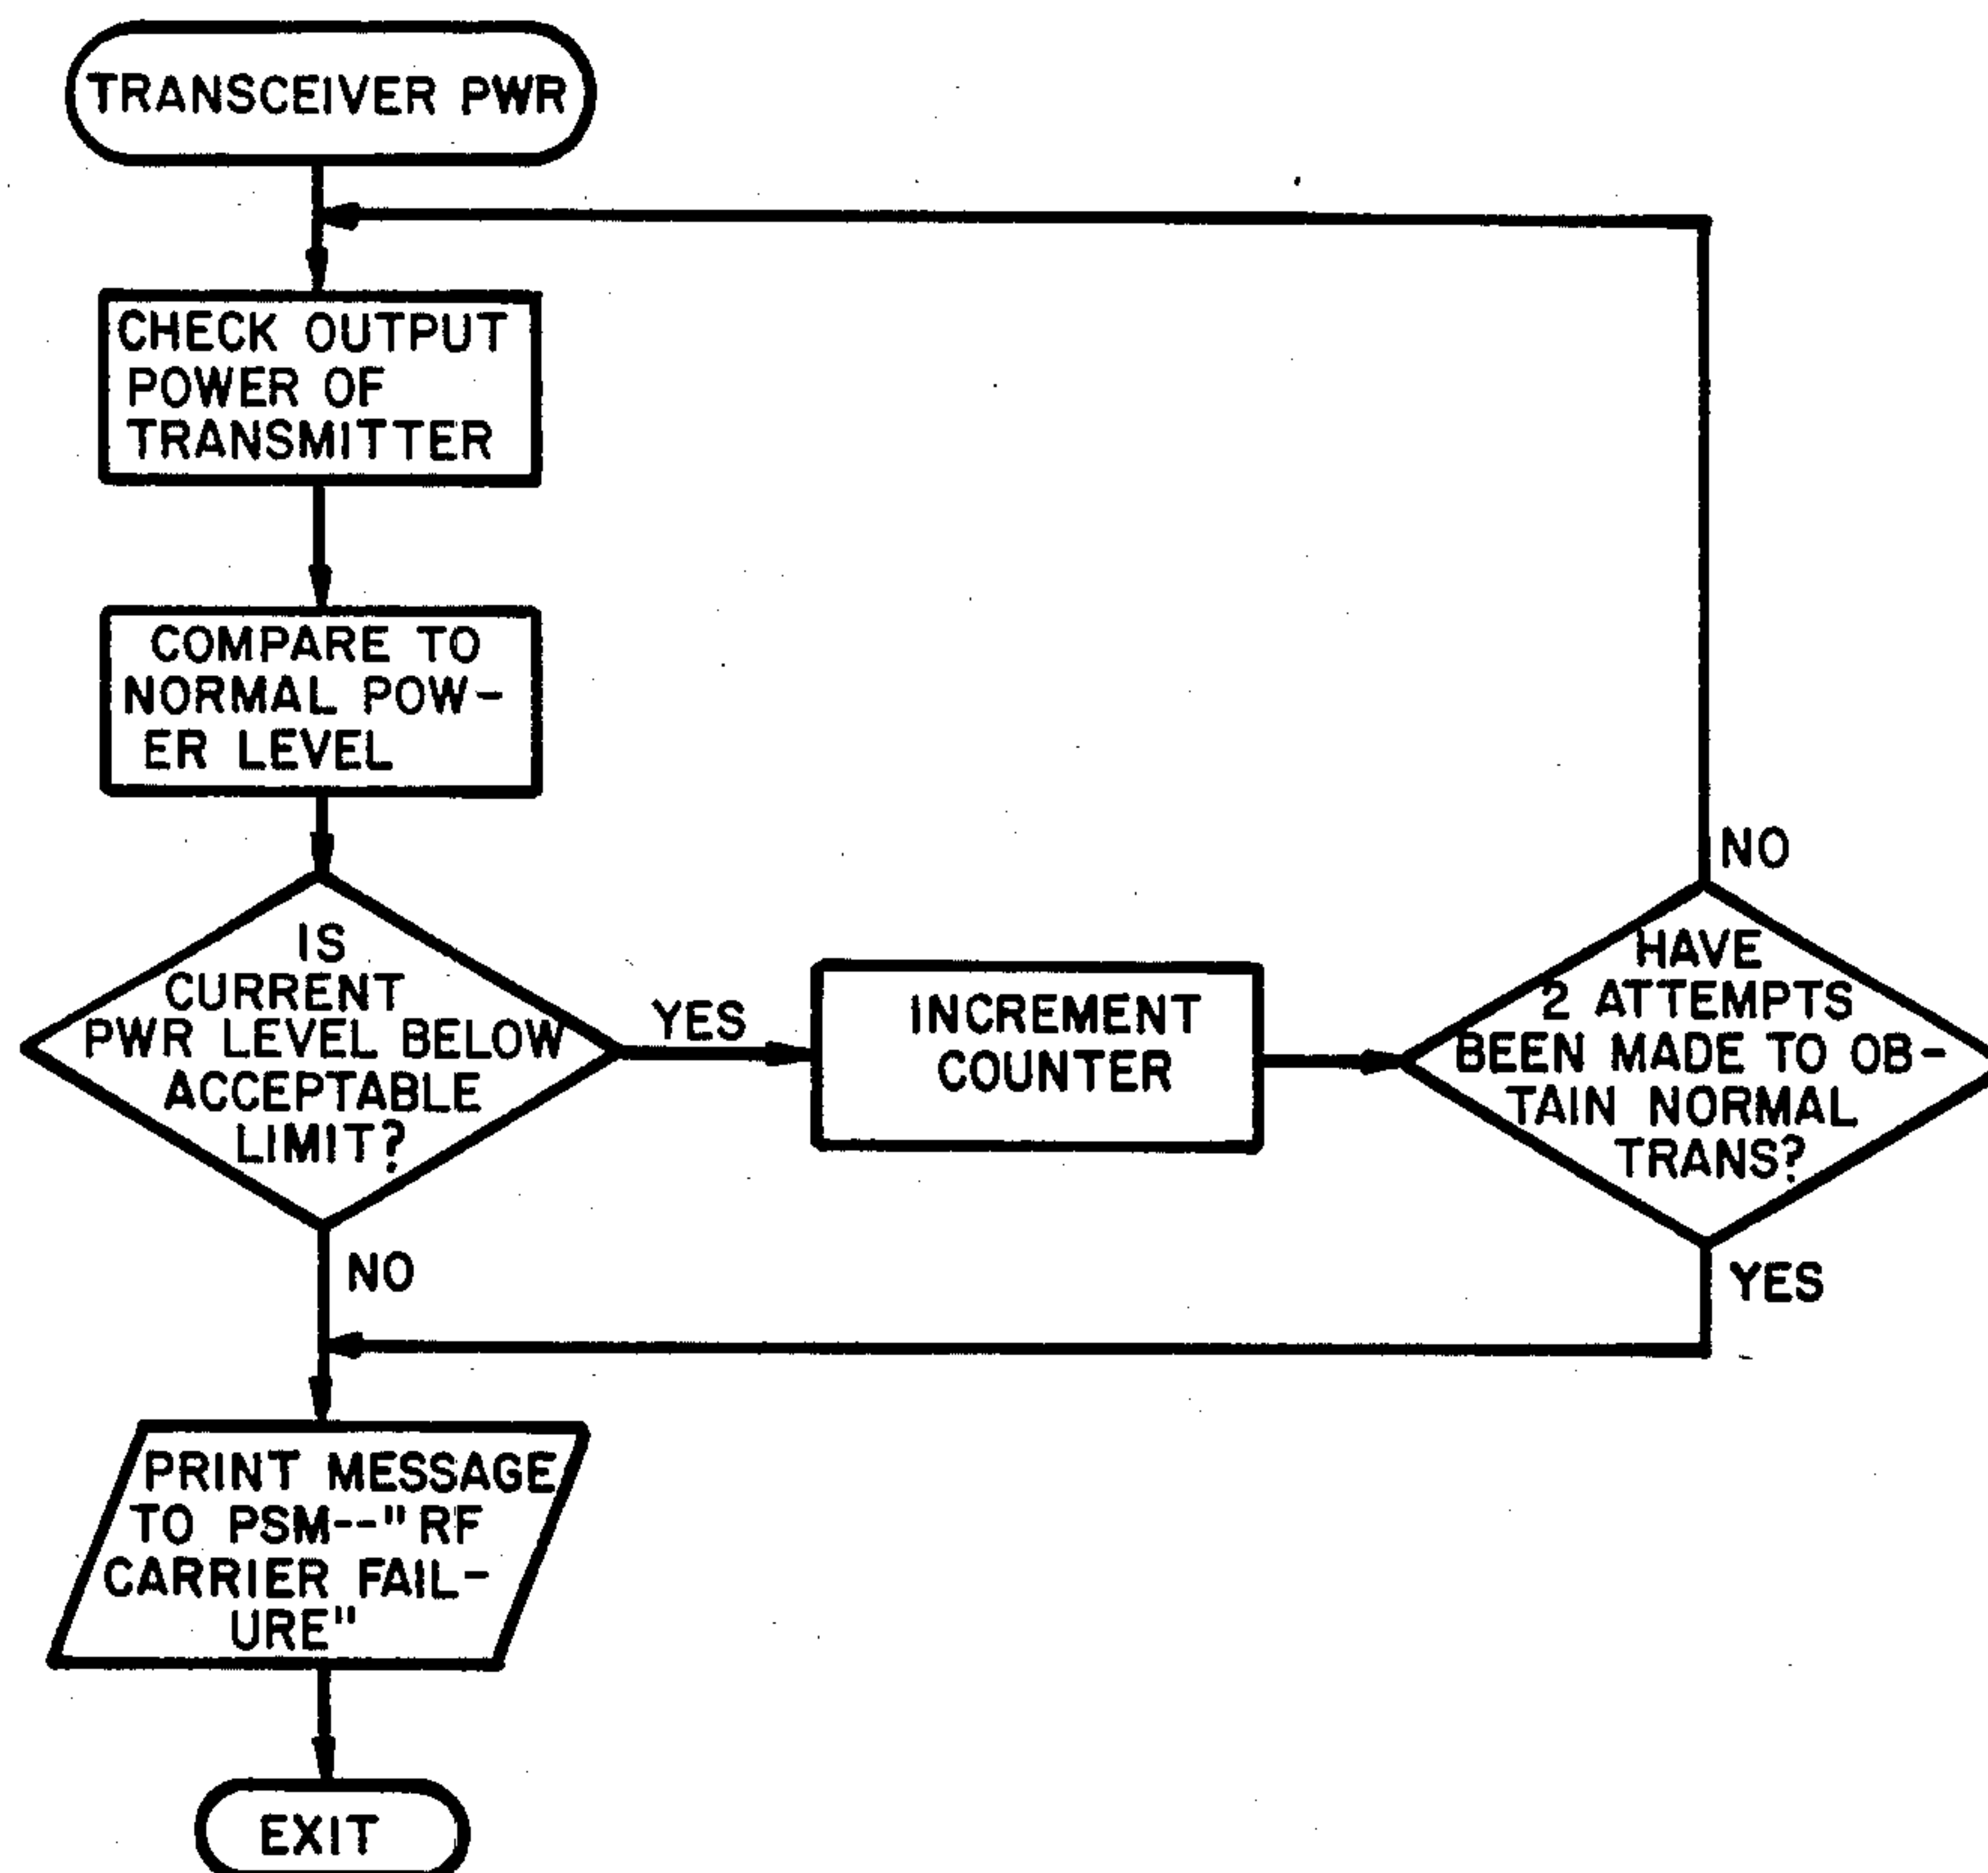 TRANSCEIVER PWR
CHECK OUTPUT
POWER OF
TRANSMITTER
COMPARE TO
NORMAL POW-
ER LEVEL
IS
CURRENT
PWR LEVEL BELOW
ACCEPTABLE
LIMIT?
YES
NO
INCREMENT
COUNTER
HAVE
2 ATTEMPTS
BEEN MADE TO OB-
TAIN NORMAL
TRANS?
NO
YES
PRINT MESSAGE
TO PSM--"RF
CARRIER FAIL-
URE"
EXIT